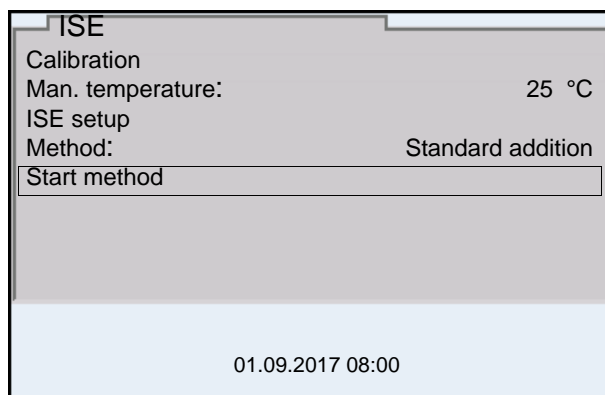 ISE
Calibration
Man. temperature: 25 °C
ISE setup
Method: Standard addition
Start method
01.09.2017 08:00